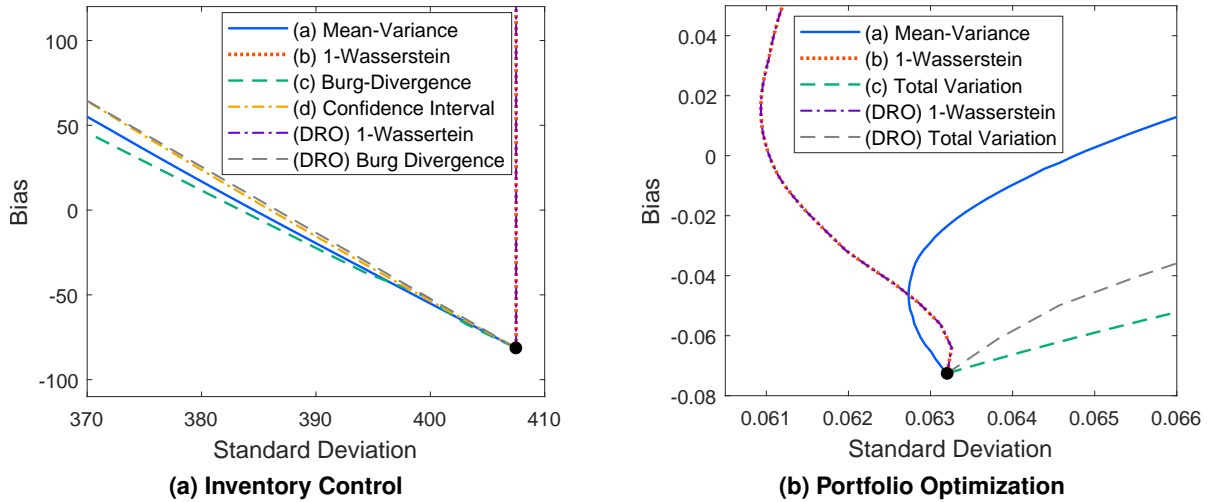 100
50
0
-50
-100
370
380
390
400
410
Bias
Standard Deviation
(a) Mean-Variance
(b) 1-Wasserstein
(c) Burg-Divergence
(d) Confidence Interval
(DRO) 1-Wassertein
(DRO) Burg Divergence
(a) Inventory Control
0.04
0.02
0
-0.02
-0.04
-0.06
-0.08
0.061
0.062
0.063
0.064
0.065
0.066
Bias
Standard Deviation
(a) Mean-Variance
(b) 1-Wasserstein
(c) Total Variation
(DRO) 1-Wasserstein
(DRO) Total Variation
(b) Portfolio Optimization